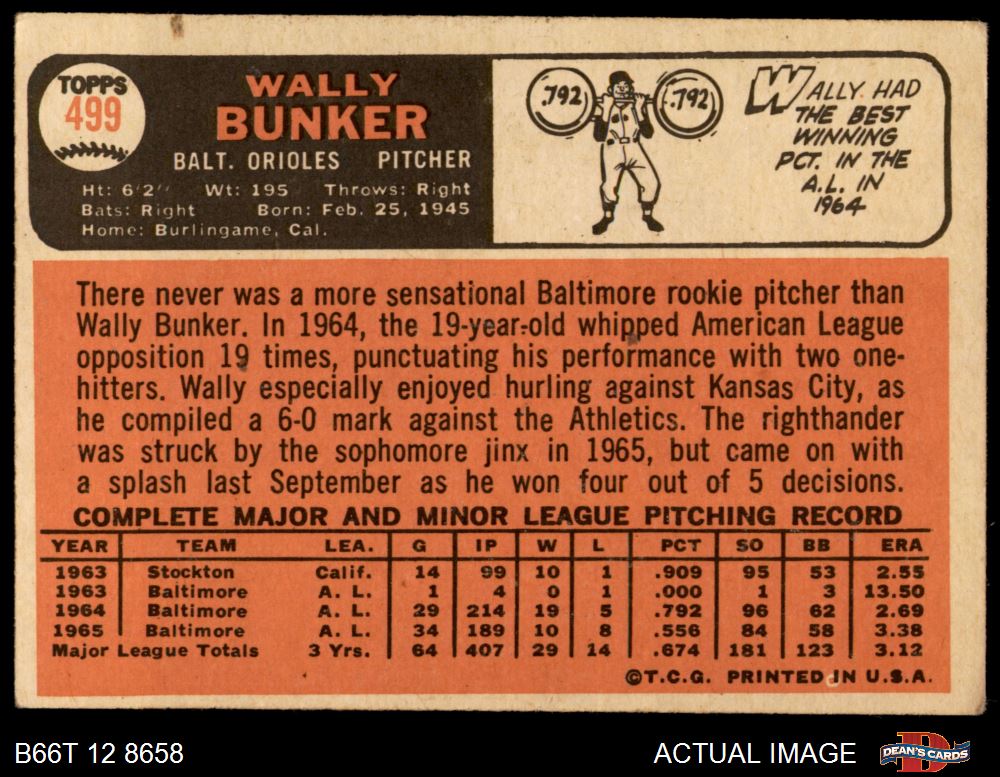 TOPPS
499
WALLY
BUNKER
BALT. ORIOLES PITCHER
Ht: 6'2" Wt: 195 Throws: Right
Bats: Right Born: Feb. 25, 1945
Home: Burlingame, Cal.
.792 .792
WALLY HAD
THE BEST
WINNING
PCT. IN THE
A.L. IN
1964
There never was a more sensational Baltimore rookie pitcher than
Wally Bunker. In 1964, the 19-year-old whipped American League
opposition 19 times, punctuating his performance with two one-
hitters. Wally especially enjoyed hurling against Kansas City, as
he compiled a 6-0 mark against the Athletics. The righthander
was struck by the sophomore jinx in 1965, but came on with
a splash last September as he won four out of 5 decisions.
COMPLETE MAJOR AND MINOR LEAGUE PITCHING RECORD
YEAR TEAM LEA. G IP W L PCT SO BB ERA
1963 Stockton Calif. 14 99 10 1 .909 95 53 2.55
1963 Baltimore A. L. 1 4 0 1 .000 1 3 13.50
1964 Baltimore A. L. 29 214 19 5 .792 96 62 2.69
1965 Baltimore A. L. 34 189 10 8 .556 84 58 3.38
Major League Totals 3 Yrs. 64 407 29 14 .674 181 123 3.12
©T.C.G. PRINTED IN U.S.A.
B66T 12 8658 ACTUAL IMAGE DEAN'S CARDS